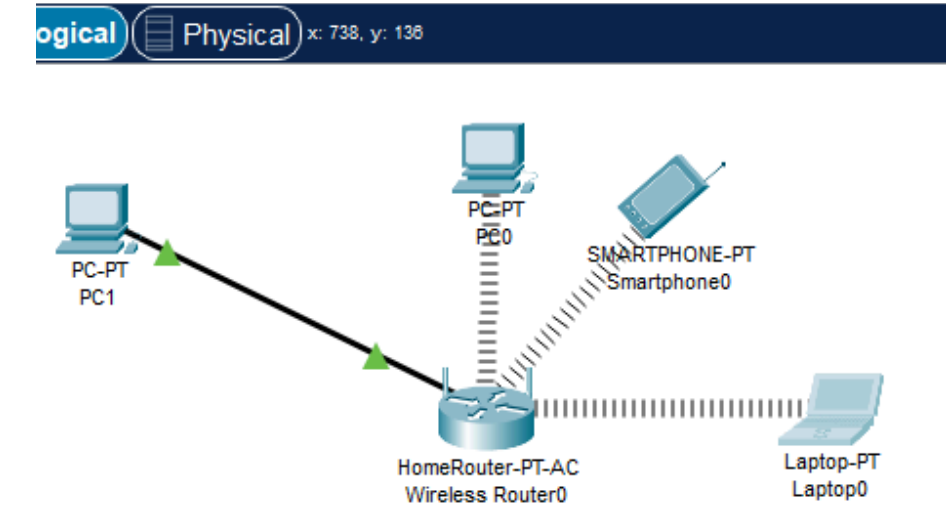 ogical Physical x: 738, y: 136
PC-PT
PC0
SMARTPHONE-PT
Smartphone0
PC-PT
PC1
HomeRouter-PT-AC
Wireless Router0
Laptop-PT
Laptop0